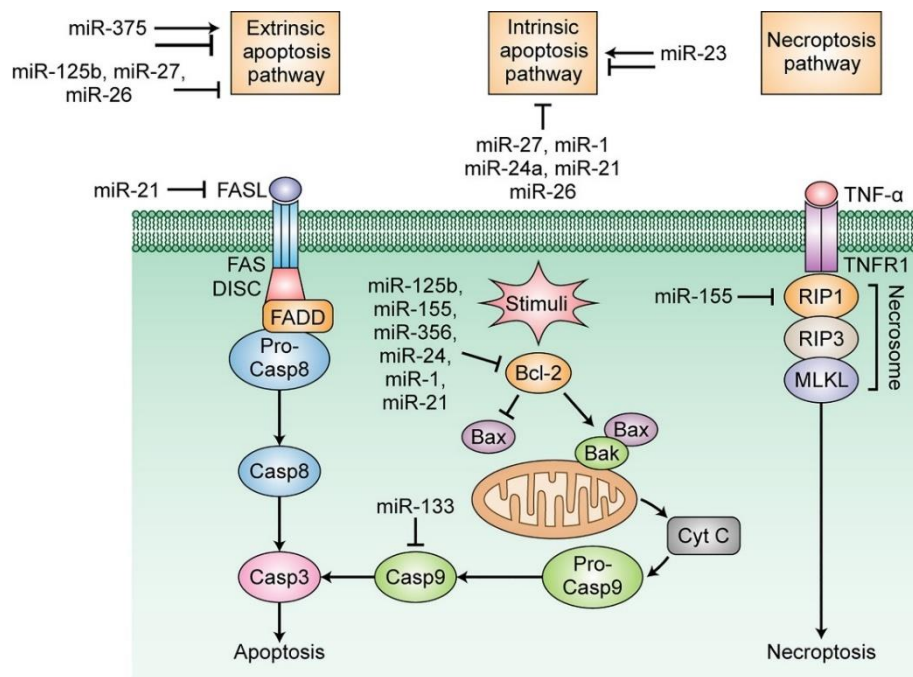 miR-375
Extrinsic
apoptosis
pathway
miR-125b, miR-27,
miR-26
Intrinsic
apoptosis
pathway
miR-23
Necroptosis
pathway
miR-27, miR-1
miR-24a, miR-21
miR-26
miR-21
FASL
TNF-α
FAS
DISC
FADD
Pro-
Casp8
Casp8
Casp3
Apoptosis
miR-125b,
miR-155,
miR-356,
miR-24,
miR-1,
miR-21
Stimuli
Bcl-2
Bax
Bax
Bak
Cyt C
Pro-
Casp9
miR-133
Casp9
TNFR1
miR-155
RIP1
RIP3
MLKL
Necrosome
Necroptosis